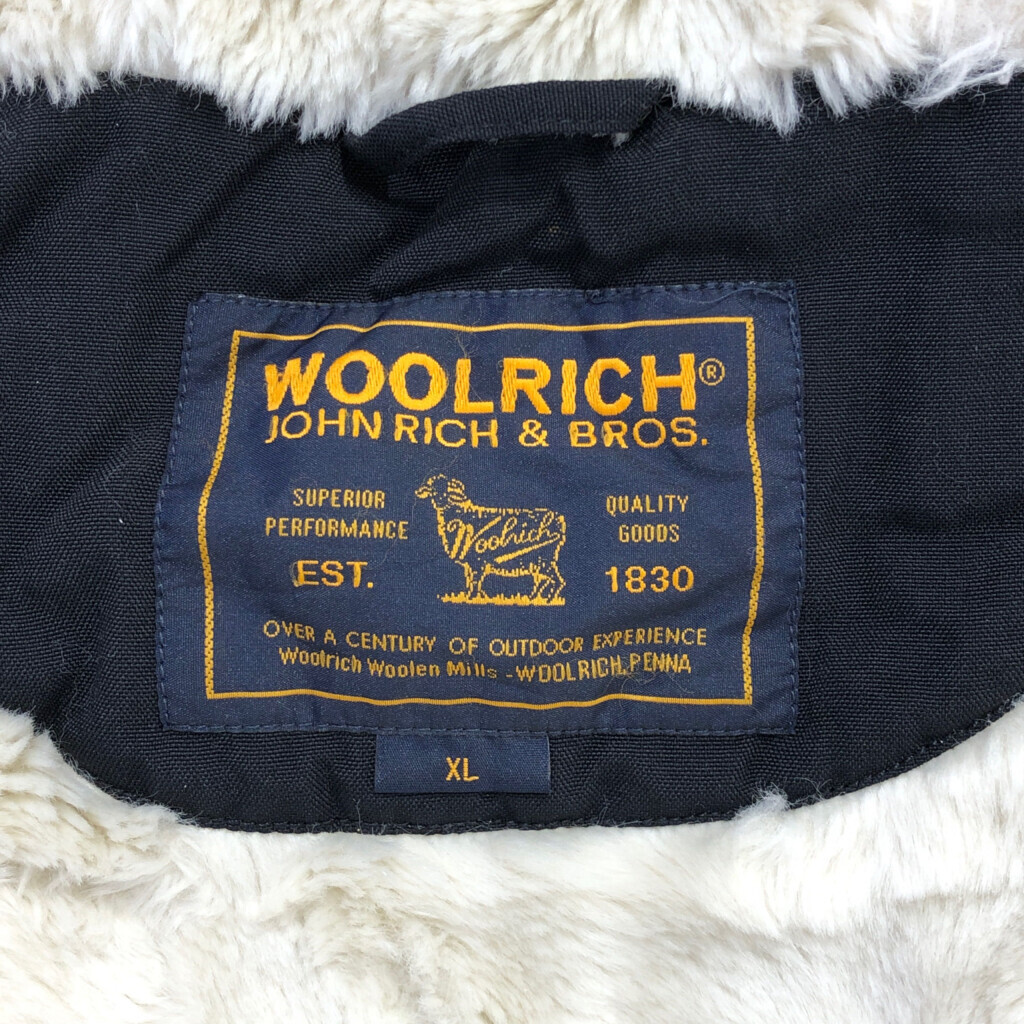 WOOLRICH®
JOHN RICH & BROS.
SUPERIOR
PERFORMANCE
Woolrich
QUALITY
GOODS
EST.
1830
OVER A CENTURY OF OUTDOOR EXPERIENCE
Woolrich Woolen Mills - WOOLRICH, PENNA
XL